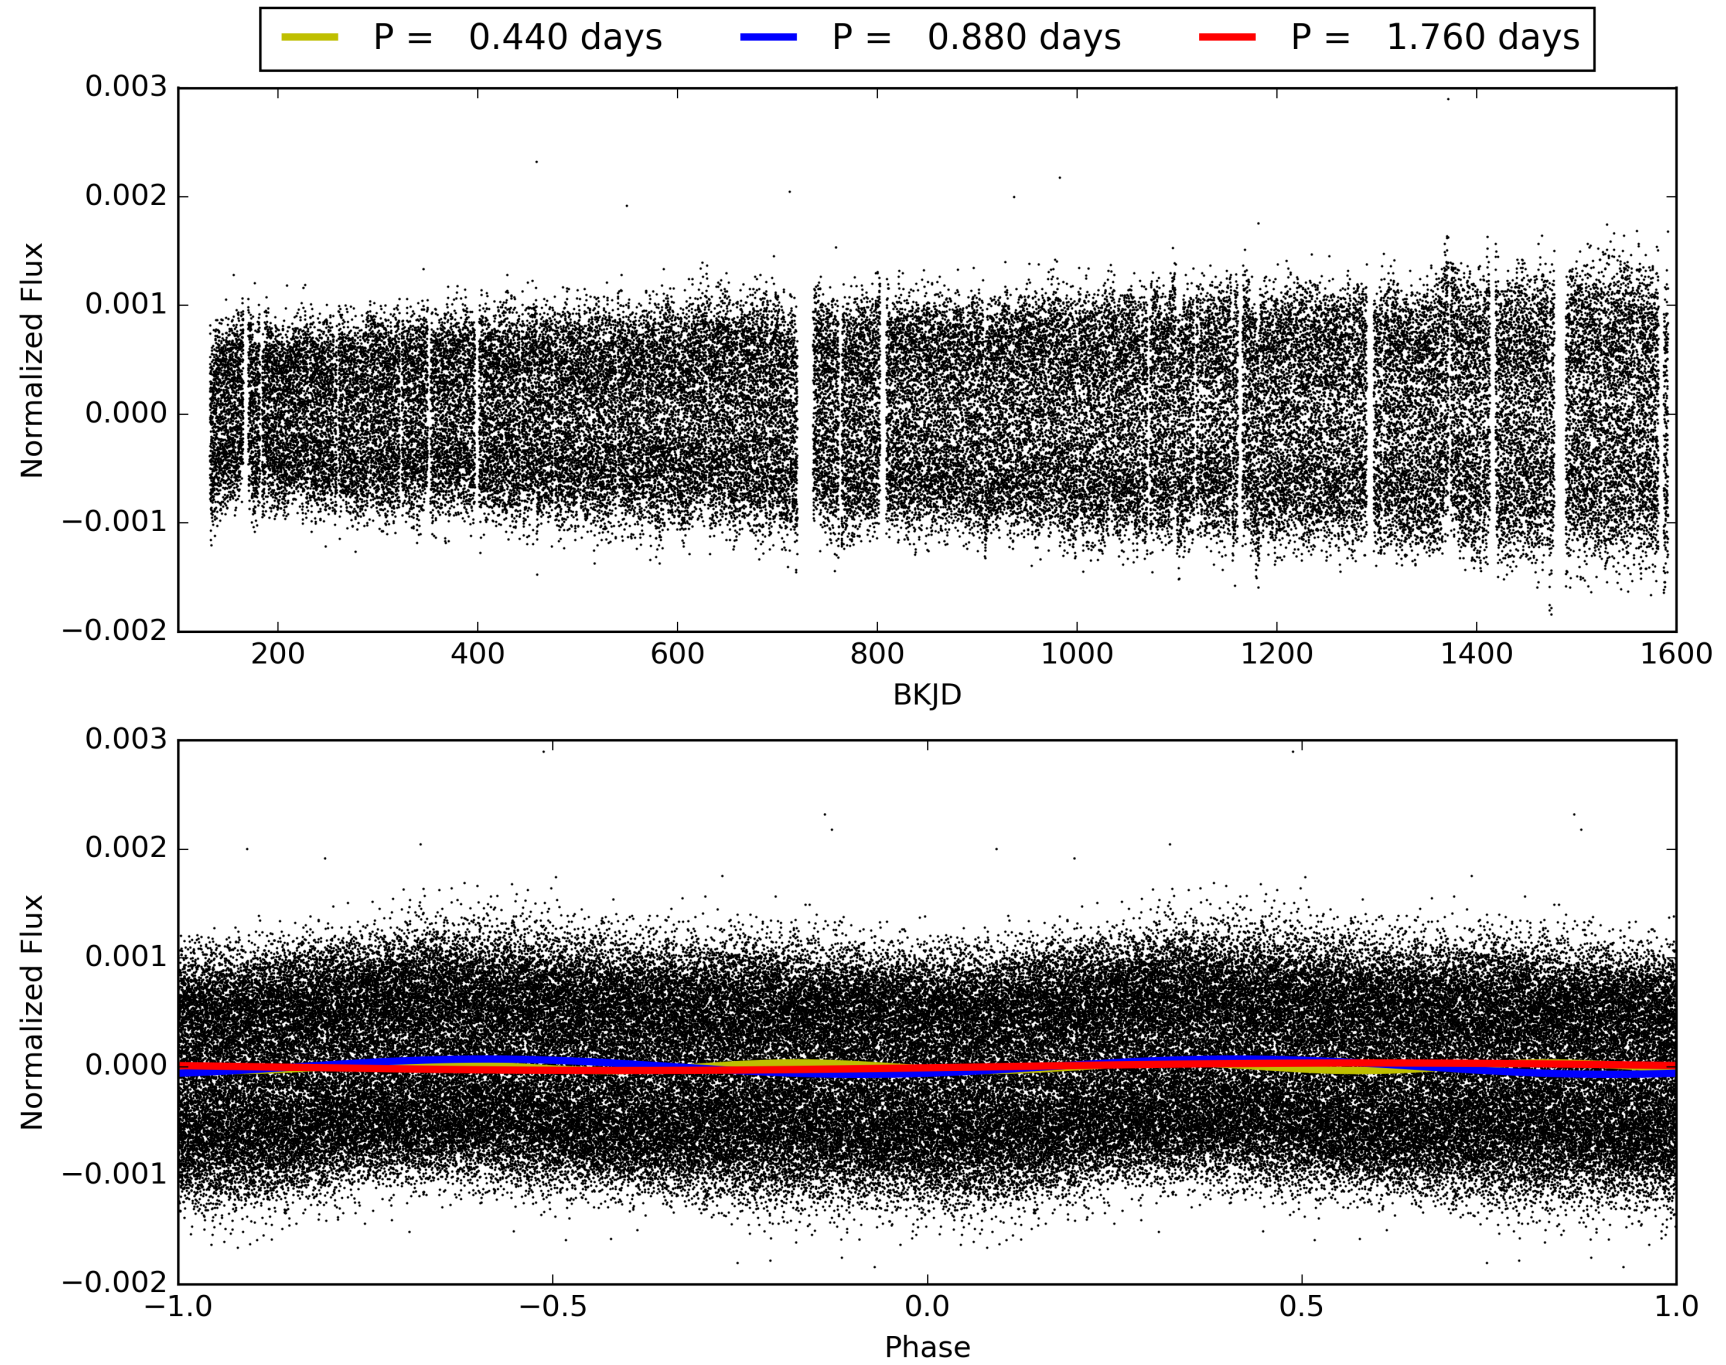 P = 0.440 days P = 0.880 days P = 1.760 days
0.003
0.002
0.001
0.000
−0.001
−0.002
Normalized Flux
200 400 600 800 1000 1200 1400 1600
BKJD
0.003
0.002
0.001
0.000
−0.001
−0.002
Normalized Flux
−1.0 −0.5 0.0 0.5 1.0
Phase